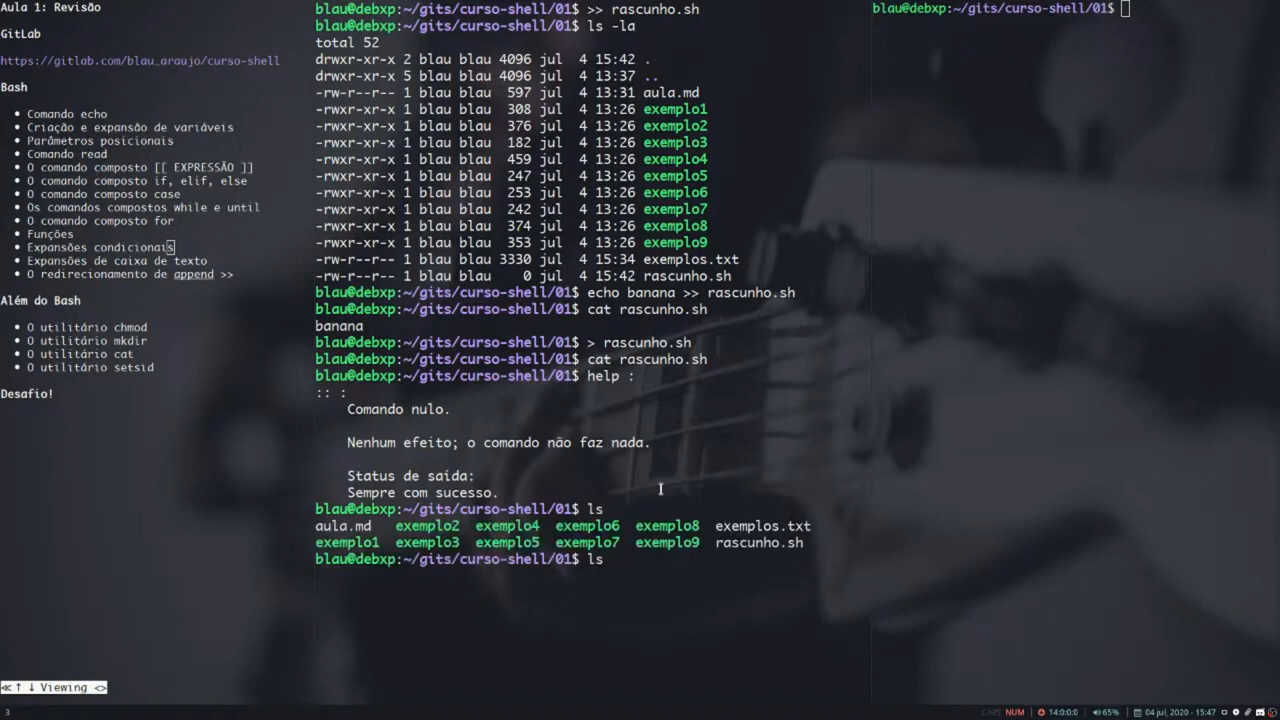 Aula 1: Revisão
GitLab
https://gitlab.com/blau_araujo/curso-shell
Bash
• Comando echo
• Criação e expansão de variáveis
• Parâmetros posicionais
• Comando read
• O comando composto [[ EXPRESSÃO ]]
• O comando composto if, elif, else
• O comando composto case
• Os comandos compostos while e until
• O comando composto for
• Funções
• Expansões condicionais
• Expansões de caixa de texto
• O redirecionamento de append >>
Além do Bash
• O utilitário chmod
• O utilitário mkdir
• O utilitário cat
• O utilitário setsid
Desafio!
≪↑ ↓ Viewing <>
blau@debxp:~/gits/curso-shell/01$ >> rascunho.sh
blau@debxp:~/gits/curso-shell/01$ ls -la
total 52
drwxr-xr-x 2 blau blau 4096 jul  4 15:42 .
drwxr-xr-x 5 blau blau 4096 jul  4 13:37 ..
-rw-r--r-- 1 blau blau  597 jul  4 13:31 aula.md
-rwxr-xr-x 1 blau blau  308 jul  4 13:26 exemplo1
-rwxr-xr-x 1 blau blau  376 jul  4 13:26 exemplo2
-rwxr-xr-x 1 blau blau  182 jul  4 13:26 exemplo3
-rwxr-xr-x 1 blau blau  459 jul  4 13:26 exemplo4
-rwxr-xr-x 1 blau blau  247 jul  4 13:26 exemplo5
-rwxr-xr-x 1 blau blau  253 jul  4 13:26 exemplo6
-rwxr-xr-x 1 blau blau  242 jul  4 13:26 exemplo7
-rwxr-xr-x 1 blau blau  374 jul  4 13:26 exemplo8
-rwxr-xr-x 1 blau blau  353 jul  4 13:26 exemplo9
-rw-r--r-- 1 blau blau 3330 jul  4 15:34 exemplos.txt
-rw-r--r-- 1 blau blau    0 jul  4 15:42 rascunho.sh
blau@debxp:~/gits/curso-shell/01$ echo banana >> rascunho.sh
blau@debxp:~/gits/curso-shell/01$ cat rascunho.sh
banana
blau@debxp:~/gits/curso-shell/01$ > rascunho.sh
blau@debxp:~/gits/curso-shell/01$ cat rascunho.sh
blau@debxp:~/gits/curso-shell/01$ help :
:: :
Comando nulo.
Nenhum efeito; o comando não faz nada.
Status de saída:
Sempre com sucesso.
blau@debxp:~/gits/curso-shell/01$ ls
aula.md   exemplo2  exemplo4  exemplo6  exemplo8  exemplos.txt
exemplo1  exemplo3  exemplo5  exemplo7  exemplo9  rascunho.sh
blau@debxp:~/gits/curso-shell/01$ ls
blau@debxp:~/gits/curso-shell/01$
3
CAPS NUM 14:0:0:0 65% 04 jul, 2020 - 15:47